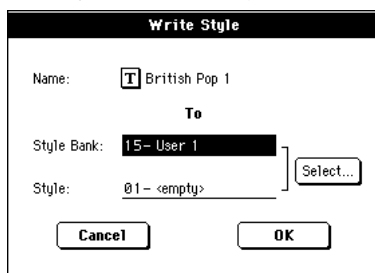 Write Style
Name: T British Pop 1
To
Style Bank: 15- User 1
Select...
Style: 01- <empty>
Cancel OK